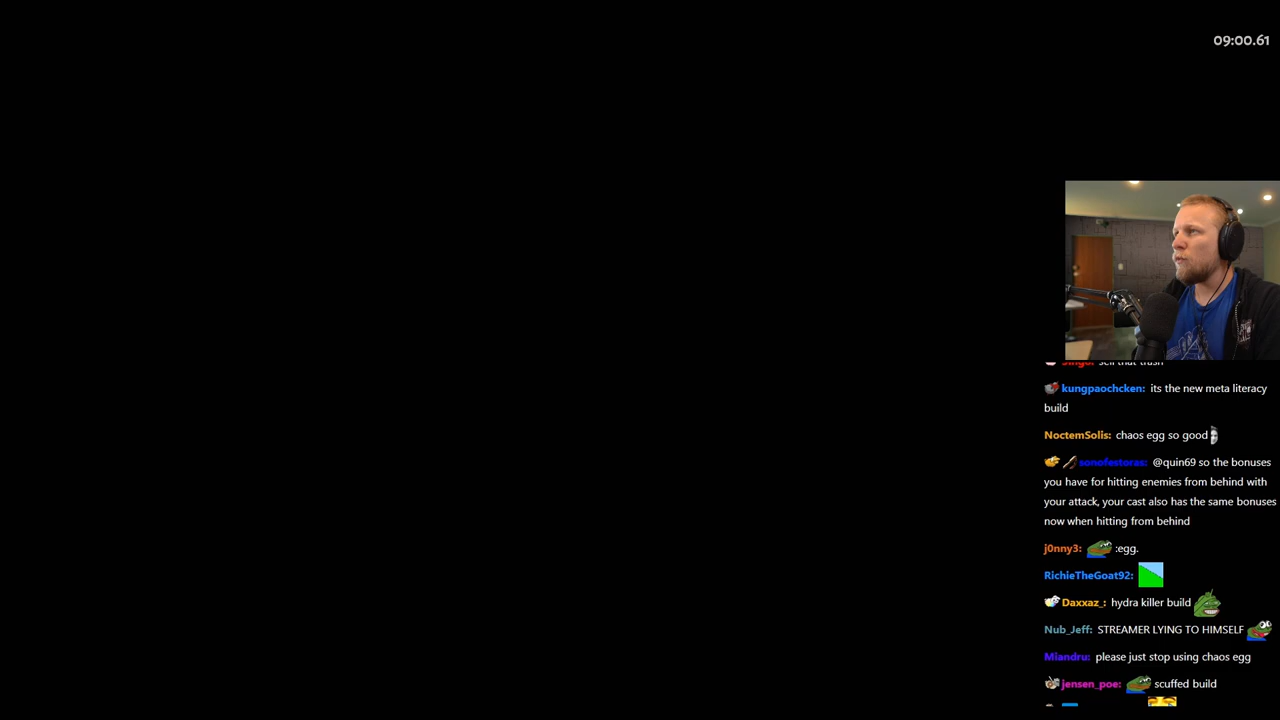 09:00.61
sell that trash
kungpaochcken: its the new meta literacy
build
NoctemSolis: chaos egg so good
sonofestoras: @quin69 so the bonuses
you have for hitting enemies from behind with
your attack, your cast also has the same bonuses
now when hitting from behind
j0nny3: :egg.
RichieTheGoat92:
Daxxaz_: hydra killer build
Nub_Jeff: STREAMER LYING TO HIMSELF
Miandru: please just stop using chaos egg
jensen_poe: scuffed build